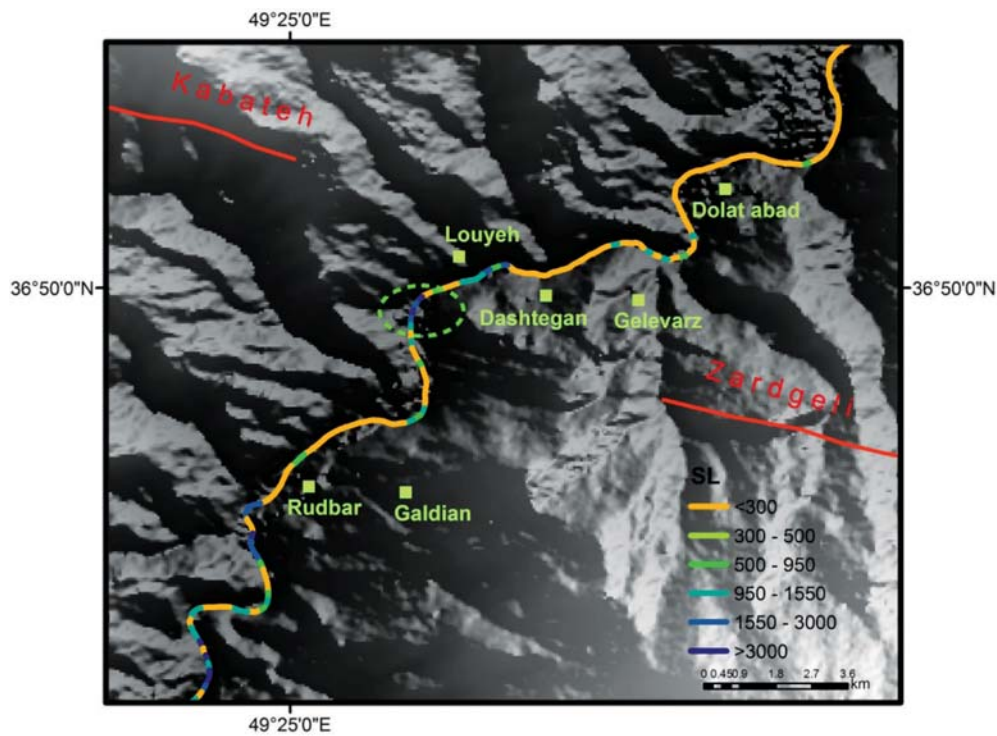 49°25'0"E
Kabateh
Dolat abad
Louyeh
36°50'0"N
36°50'0"N
Dashtegan
Gelevarz
Zardgeli
SL
Rudbar
Galdian
<300
300 - 500
500 - 950
950 - 1550
1550 - 3000
>3000
0 0.45 0.9 1.8 2.7 3.6
km
49°25'0"E